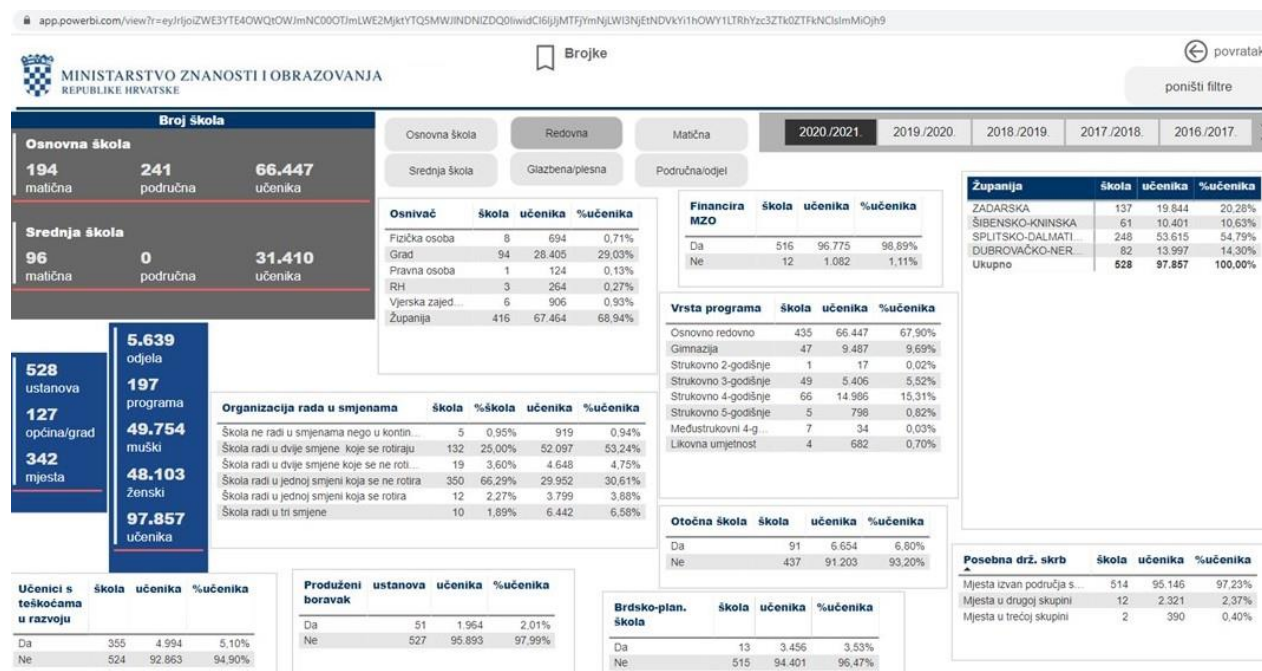 Brojke
povratak
MINISTARSTVO ZNANOSTI I OBRAZOVANJA
REPUBLIKE HRVATSKE
poništi filtre
Broj škola
Osnovna škola
194 241 66.447
matična područna učenika
Srednja škola
96 0 31.410
matična područna učenika
Osnovna škola Redovna Matična
Srednja škola Glazbena/plesna Područna/odjel
2020./2021. 2019./2020. 2018./2019. 2017./2018. 2016./2017.
Osnivač škola učenika %učenika
Fizička osoba 8 694 0,71%
Grad 94 28.405 29,03%
Pravna osoba 1 124 0,13%
RH 3 264 0,27%
Vjerska zajed... 6 906 0,93%
Županija 416 67.464 68,94%
Financira MZO škola učenika %učenika
Da 516 96.775 98,89%
Ne 12 1.082 1,11%
Županija škola učenika %učenika
ZADARSKA 137 19.844 20,28%
ŠIBENSKO-KNINSKA 61 10.401 10,63%
SPLITSKO-DALMATI... 248 53.615 54,79%
DUBROVAČKO-NER... 82 13.997 14,30%
Ukupno 528 97.857 100,00%
Vrsta programa škola učenika %učenika
Osnovno redovno 435 66.447 67,90%
Gimnazija 47 9.487 9,69%
Strukovno 2-godišnje 1 17 0,02%
Strukovno 3-godišnje 49 5.406 5,52%
Strukovno 4-godišnje 66 14.986 15,31%
Strukovno 5-godišnje 5 798 0,82%
Međustrukovni 4-g... 7 34 0,03%
Likovna umjetnost 4 682 0,70%
528
ustanova
127
općina/grad
342
mjesta
5.639
odjela
197
programa
49.754
muški
48.103
ženski
97.857
učenika
Organizacija rada u smjenama škola %škola učenika %učenika
Škola ne radi u smjenama nego u kontin... 5 0,95% 919 0,94%
Škola radi u dvije smjene koje se rotiraju 132 25,00% 52.097 53,24%
Škola radi u dvije smjene koje se ne roti... 19 3,60% 4.648 4,75%
Škola radi u jednoj smjeni koja se ne rotira 350 66,29% 29.952 30,61%
Škola radi u jednoj smjeni koja se rotira 12 2,27% 3.799 3,88%
Škola radi u tri smjene 10 1,89% 6.442 6,58%
Otočna škola škola učenika %učenika
Da 91 6.654 6,80%
Ne 437 91.203 93,20%
Posebna drž. skrb škola učenika %učenika
Mjesta izvan područja s... 514 95.146 97,23%
Mjesta u drugoj skupini 12 2.321 2,37%
Mjesta u trećoj skupini 2 390 0,40%
Učenici s teškoćama u razvoju škola učenika %učenika
Da 355 4.994 5,10%
Ne 524 92.863 94,90%
Produženi boravak ustanova učenika %učenika
Da 51 1.964 2,01%
Ne 527 95.893 97,99%
Brdsko-plan. škola škola učenika %učenika
Da 13 3.456 3,53%
Ne 515 94.401 96,47%